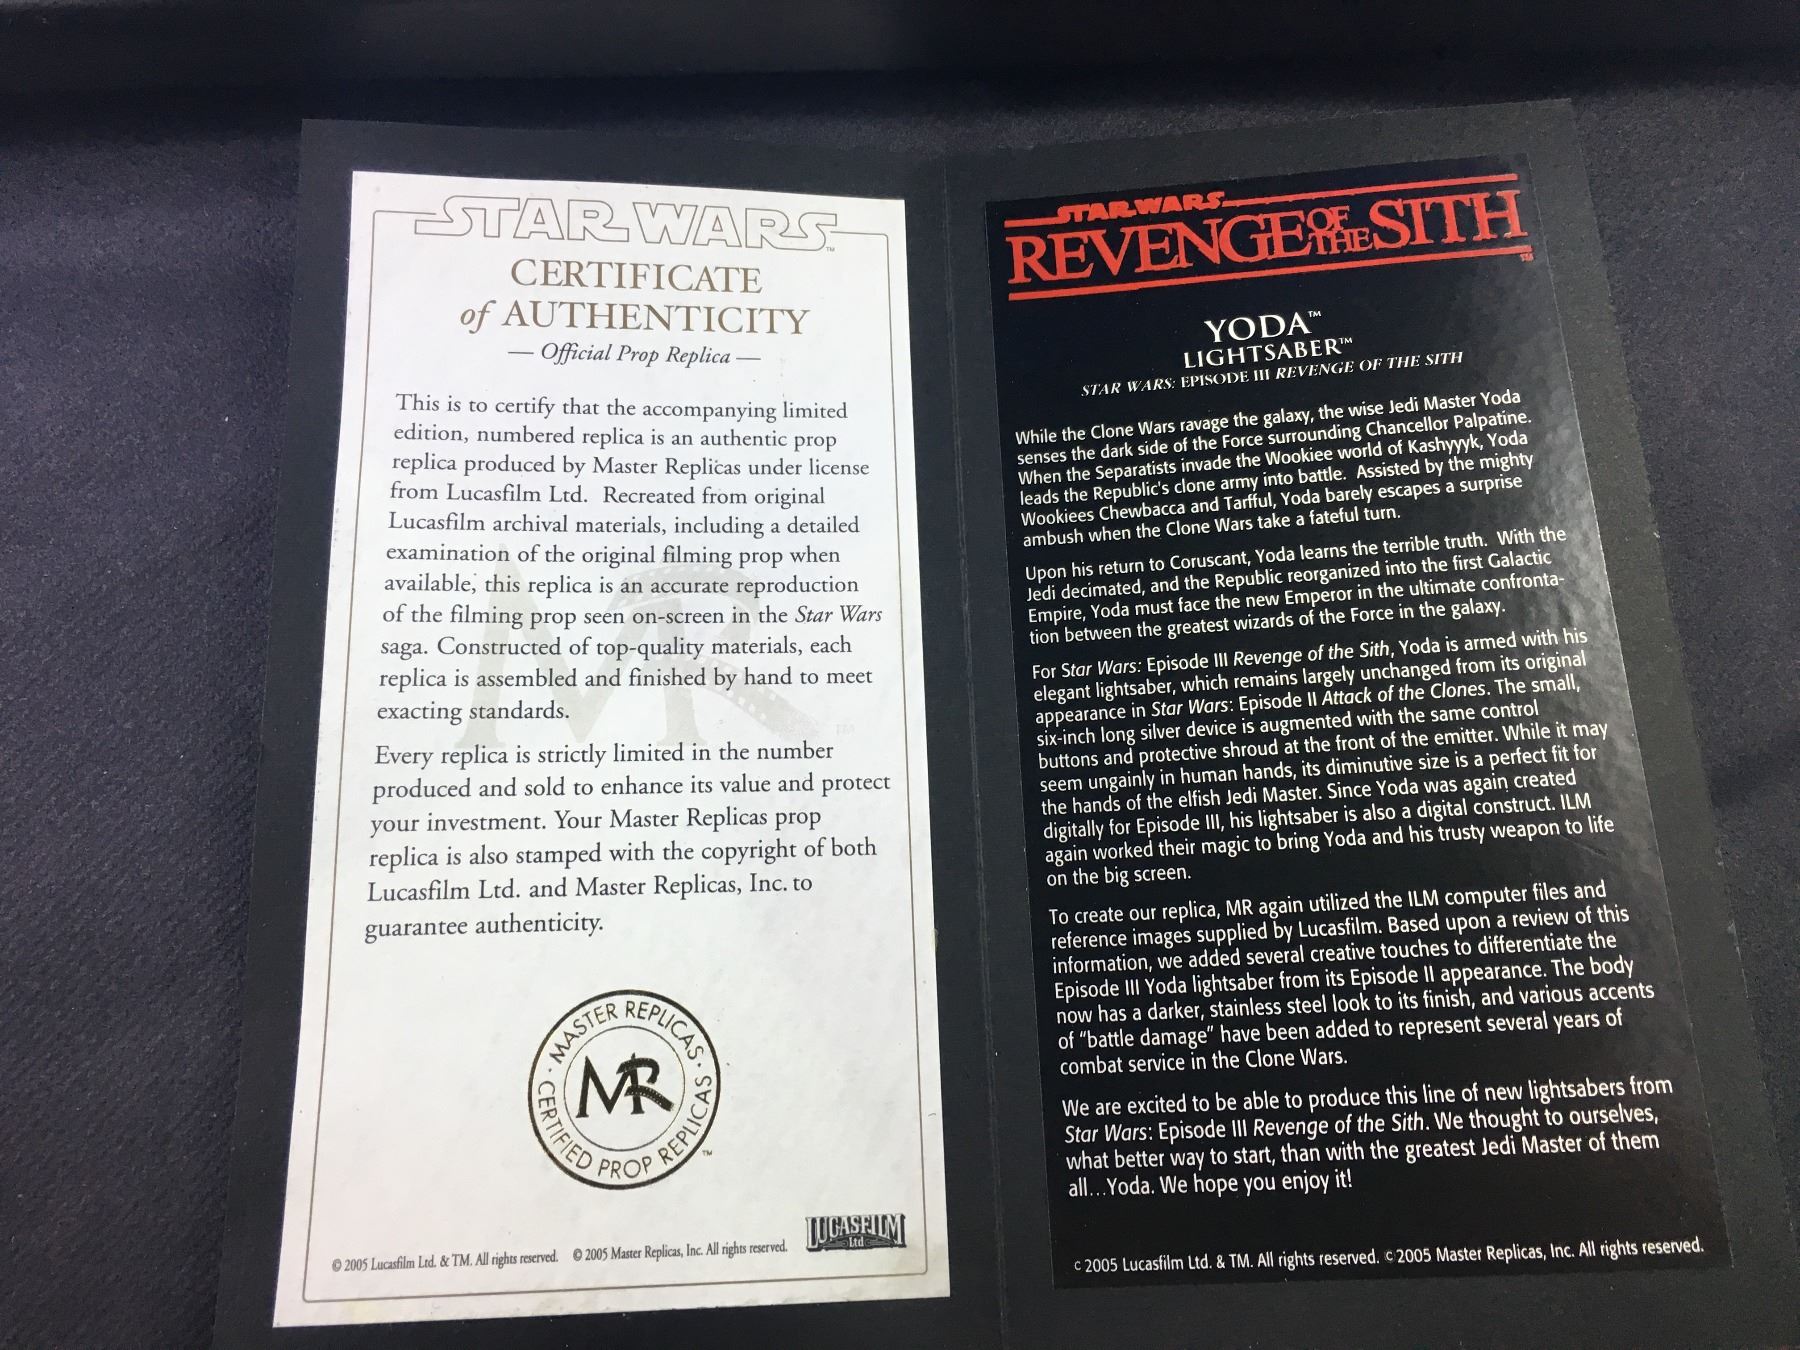 STAR WARS™
CERTIFICATE
of AUTHENTICITY
— Official Prop Replica —
This is to certify that the accompanying limited
edition, numbered replica is an authentic prop
replica produced by Master Replicas under license
from Lucasfilm Ltd. Recreated from original
Lucasfilm archival materials, including a detailed
examination of the original filming prop when
available, this replica is an accurate reproduction
of the filming prop seen on-screen in the Star Wars
saga. Constructed of top-quality materials, each
replica is assembled and finished by hand to meet
exacting standards.
Every replica is strictly limited in the number
produced and sold to enhance its value and protect
your investment. Your Master Replicas prop
replica is also stamped with the copyright of both
Lucasfilm Ltd. and Master Replicas, Inc. to
guarantee authenticity.
MR™
· MASTER REPLICAS ·
CERTIFIED PROP REPLICAS
MR
™
© 2005 Lucasfilm Ltd. & TM. All rights reserved. © 2005 Master Replicas, Inc. All rights reserved.
LUCASFILM
Ltd
STAR WARS
REVENGE OF THE SITH
™
YODA™
LIGHTSABER™
STAR WARS: EPISODE III REVENGE OF THE SITH
While the Clone Wars ravage the galaxy, the wise Jedi Master Yoda
senses the dark side of the Force surrounding Chancellor Palpatine.
When the Separatists invade the Wookiee world of Kashyyyk, Yoda
leads the Republic's clone army into battle. Assisted by the mighty
Wookiees Chewbacca and Tarfful, Yoda barely escapes a surprise
ambush when the Clone Wars take a fateful turn.
Upon his return to Coruscant, Yoda learns the terrible truth. With the
Jedi decimated, and the Republic reorganized into the first Galactic
Empire, Yoda must face the new Emperor in the ultimate confronta-
tion between the greatest wizards of the Force in the galaxy.
For Star Wars: Episode III Revenge of the Sith, Yoda is armed with his
elegant lightsaber, which remains largely unchanged from its original
appearance in Star Wars: Episode II Attack of the Clones. The small,
six-inch long silver device is augmented with the same control
buttons and protective shroud at the front of the emitter. While it may
seem ungainly in human hands, its diminutive size is a perfect fit for
the hands of the elfish Jedi Master. Since Yoda was again created
digitally for Episode III, his lightsaber is also a digital construct. ILM
again worked their magic to bring Yoda and his trusty weapon to life
on the big screen.
To create our replica, MR again utilized the ILM computer files and
reference images supplied by Lucasfilm. Based upon a review of this
information, we added several creative touches to differentiate the
Episode III Yoda lightsaber from its Episode II appearance. The body
now has a darker, stainless steel look to its finish, and various accents
of "battle damage" have been added to represent several years of
combat service in the Clone Wars.
We are excited to be able to produce this line of new lightsabers from
Star Wars: Episode III Revenge of the Sith. We thought to ourselves,
what better way to start, than with the greatest Jedi Master of them
all...Yoda. We hope you enjoy it!
c 2005 Lucasfilm Ltd. & TM. All rights reserved. © 2005 Master Replicas, Inc. All rights reserved.